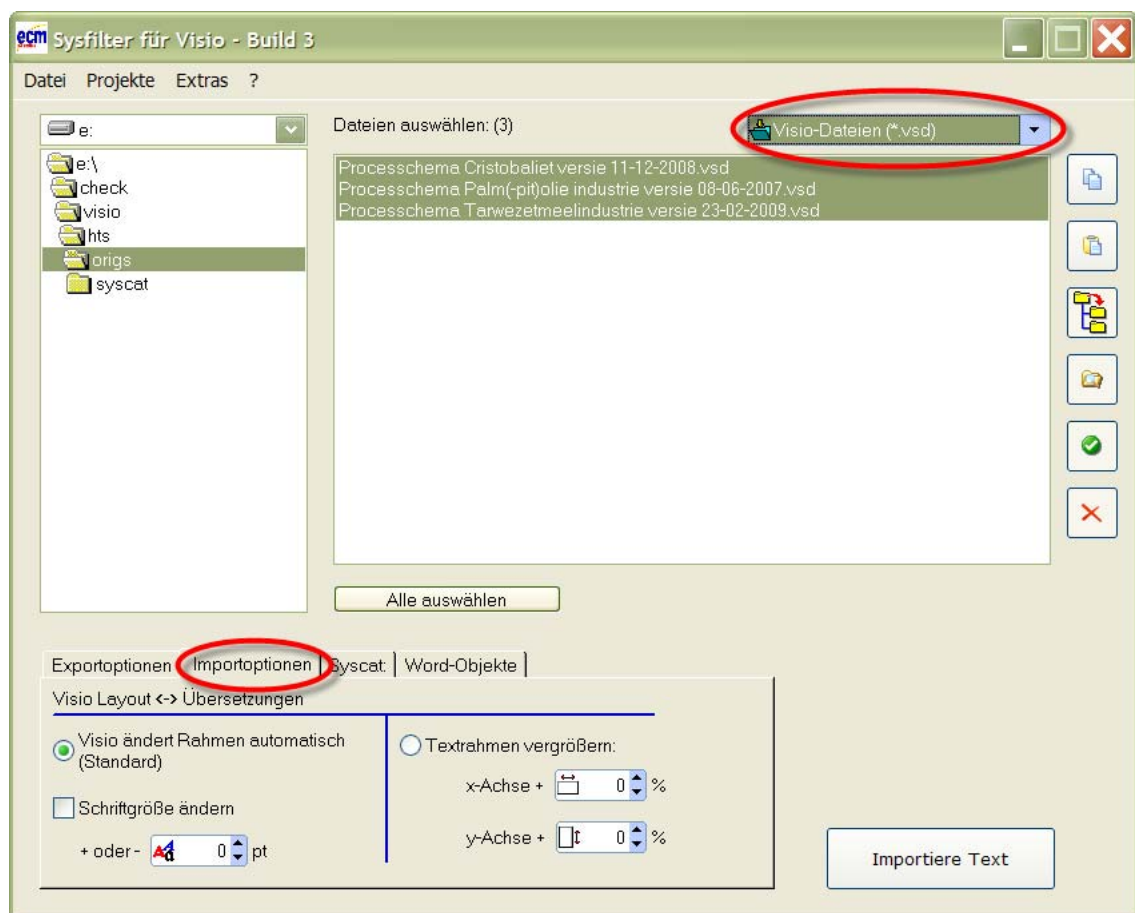 ecm Sysfilter für Visio - Build 3
Datei Projekte Extras ?
e:
Dateien auswählen: (3)
Visio-Dateien (*.vsd)
e:\
check
visio
hts
origs
syscat
Processchema Cristobaliet versie 11-12-2008.vsd
Processchema Palm(-pit)olie industrie versie 08-06-2007.vsd
Processchema Tarwezetmeelindustrie versie 23-02-2009.vsd
Alle auswählen
Exportoptionen Importoptionen Syscat: Word-Objekte
Visio Layout <-> Übersetzungen
Visio ändert Rahmen automatisch
(Standard)
Schriftgröße ändern
+ oder - 0 pt
Textrahmen vergrößern:
x-Achse + 0 %
y-Achse + 0 %
Importiere Text